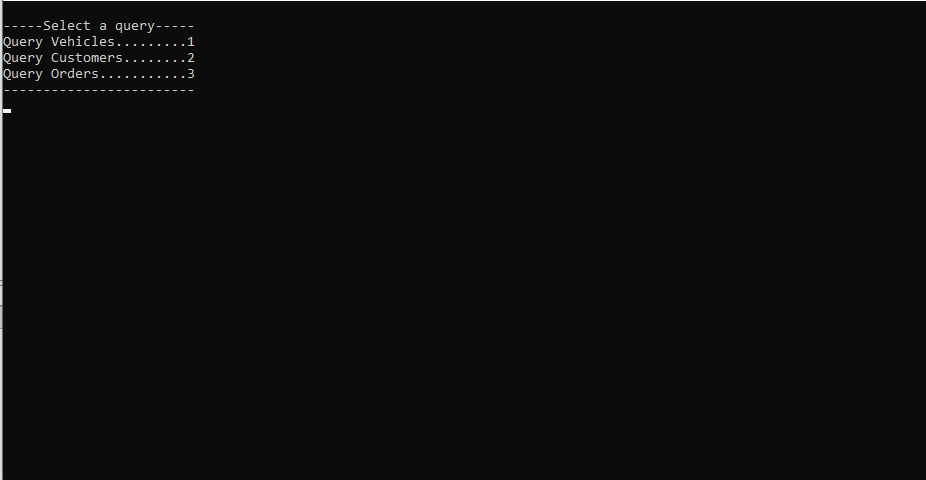 -----Select a query-----
Query Vehicles.........1
Query Customers........2
Query Orders...........3
------------------------